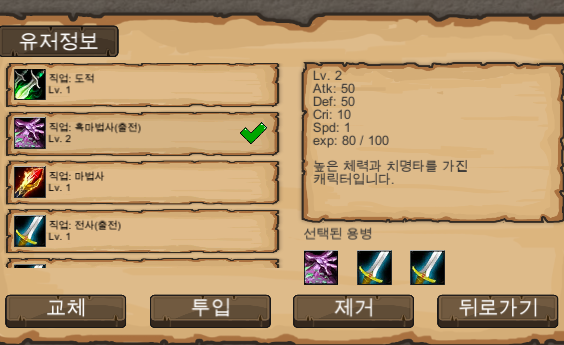 유저정보
직업: 도적
Lv. 1
직업: 흑마법사(출전)
Lv. 2
직업: 마법사
Lv. 1
직업: 전사(출전)
Lv. 1
Lv. 2
Atk: 50
Def: 50
Cri: 10
Spd: 1
exp: 80 / 100
높은 체력과 치명타를 가진
캐릭터입니다.
선택된 용병
교체
투입
제거
뒤로가기